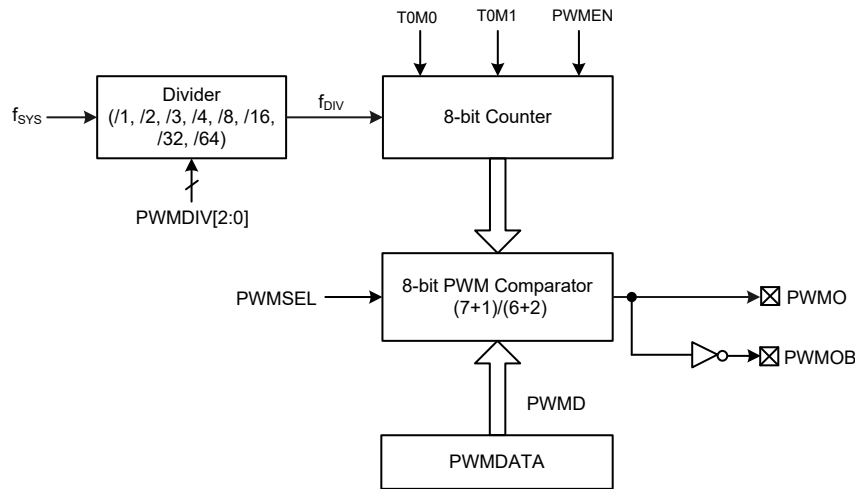 T0M0
T0M1
PWMEN
Divider
(/1, /2, /3, /4, /8, /16,
/32, /64)
fSYS
fDIV
8-bit Counter
PWMDIV[2:0]
8-bit PWM Comparator
(7+1)/(6+2)
PWMSEL
PWMO
PWMOB
PWMD
PWMDATA